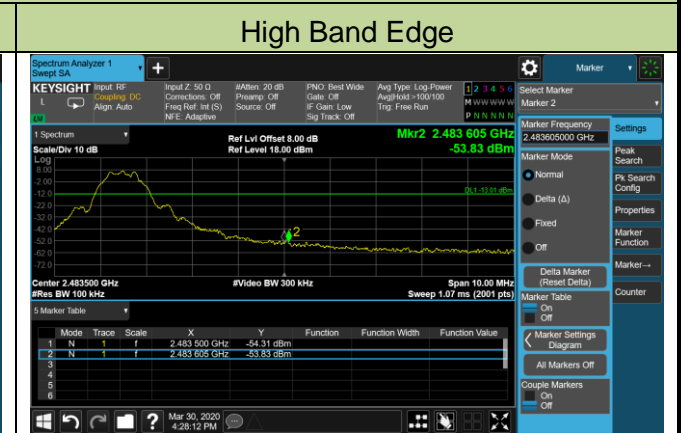 High Band Edge
Spectrum Analyzer 1
Swept SA
+
Marker
KEYSIGHT
L
LW
Input: RF
Coupling: DC
Align: Auto
Input Z: 50 Ω
Corrections: Off
Freq Ref: Int (S)
NFE: Adaptive
#Atten: 20 dB
Preamp: Off
Source: Off
PNO: Best Wide
Gate: Off
IF Gain: Low
Sig Track: Off
Avg Type: Log-Power
Avg|Hold:>100/100
Trig: Free Run
1 2 3 4 5 6
M W W W W W
P N N N N N
Select Marker
Marker 2
1 Spectrum
Scale/Div 10 dB
Ref Lvl Offset 8.00 dB
Ref Level 18.00 dBm
Mkr2 2.483 605 GHz
-53.83 dBm
Log
8.00
-2.00
-12.0
-22.0
-32.0
-42.0
-52.0
-62.0
-72.0
DL1 -13.01 dBm
2
Center 2.483500 GHz
#Res BW 100 kHz
#Video BW 300 kHz
Span 10.00 MHz
Sweep 1.07 ms (2001 pts)
5 Marker Table
Mode Trace Scale X Y Function Function Width Function Value
1 N 1 f 2.483 500 GHz -54.31 dBm
2 N 1 f 2.483 605 GHz -53.83 dBm
3
4
5
6
Marker Frequency
2.483605000 GHz
Marker Mode
Normal
Delta (Δ)
Fixed
Off
Delta Marker
(Reset Delta)
Marker Table
On
Off
Marker Settings
Diagram
All Markers Off
Couple Markers
On
Off
Settings
Peak
Search
Pk Search
Config
Properties
Marker
Function
Marker→
Counter
?
Mar 30, 2020
4:28:12 PM